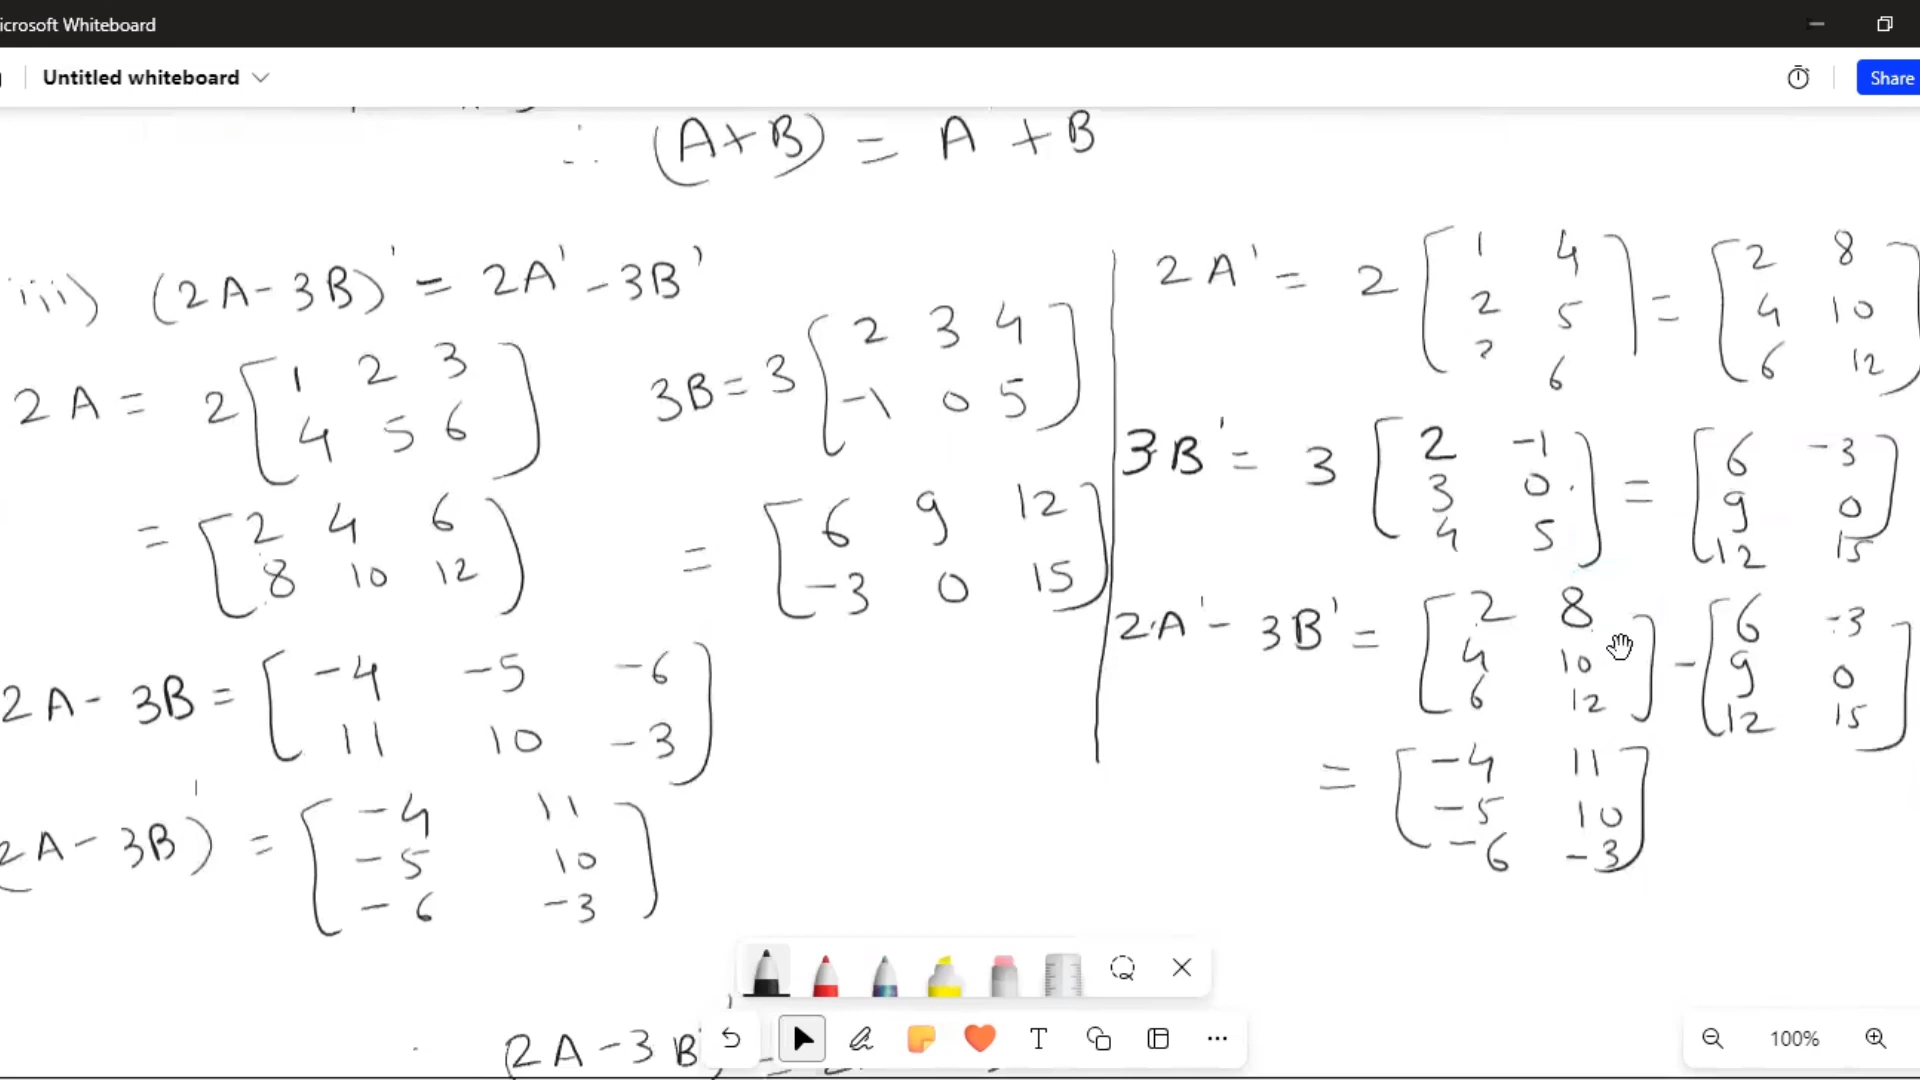 icrosoft Whiteboard
Untitled whiteboard
Share
∴ (A+B) = A + B
iii) (2A-3B)' = 2A' - 3B'
2A = 2 [1 2 3
4 5 6]
= [2 4 6
8 10 12]
3B = 3 [2 3 4
-1 0 5]
= [6 9 12
-3 0 15]
2A - 3B = [-4 -5 -6
11 10 -3]
2A - 3B)' = [-4 11
-5 10
-6 -3]
2A' = 2 [1 4
2 5
6] = [2 8
4 10
6 12]
3B' = 3 [2 -1
3 0
4 5] = [6 -3
9 0
12 15]
2A' - 3B' = [2 8
4 10
6 12] - [6 -3
9 0
12 15]
= [-4 11
-5 10
-6 -3]
(2A-3B)' =
T
100%